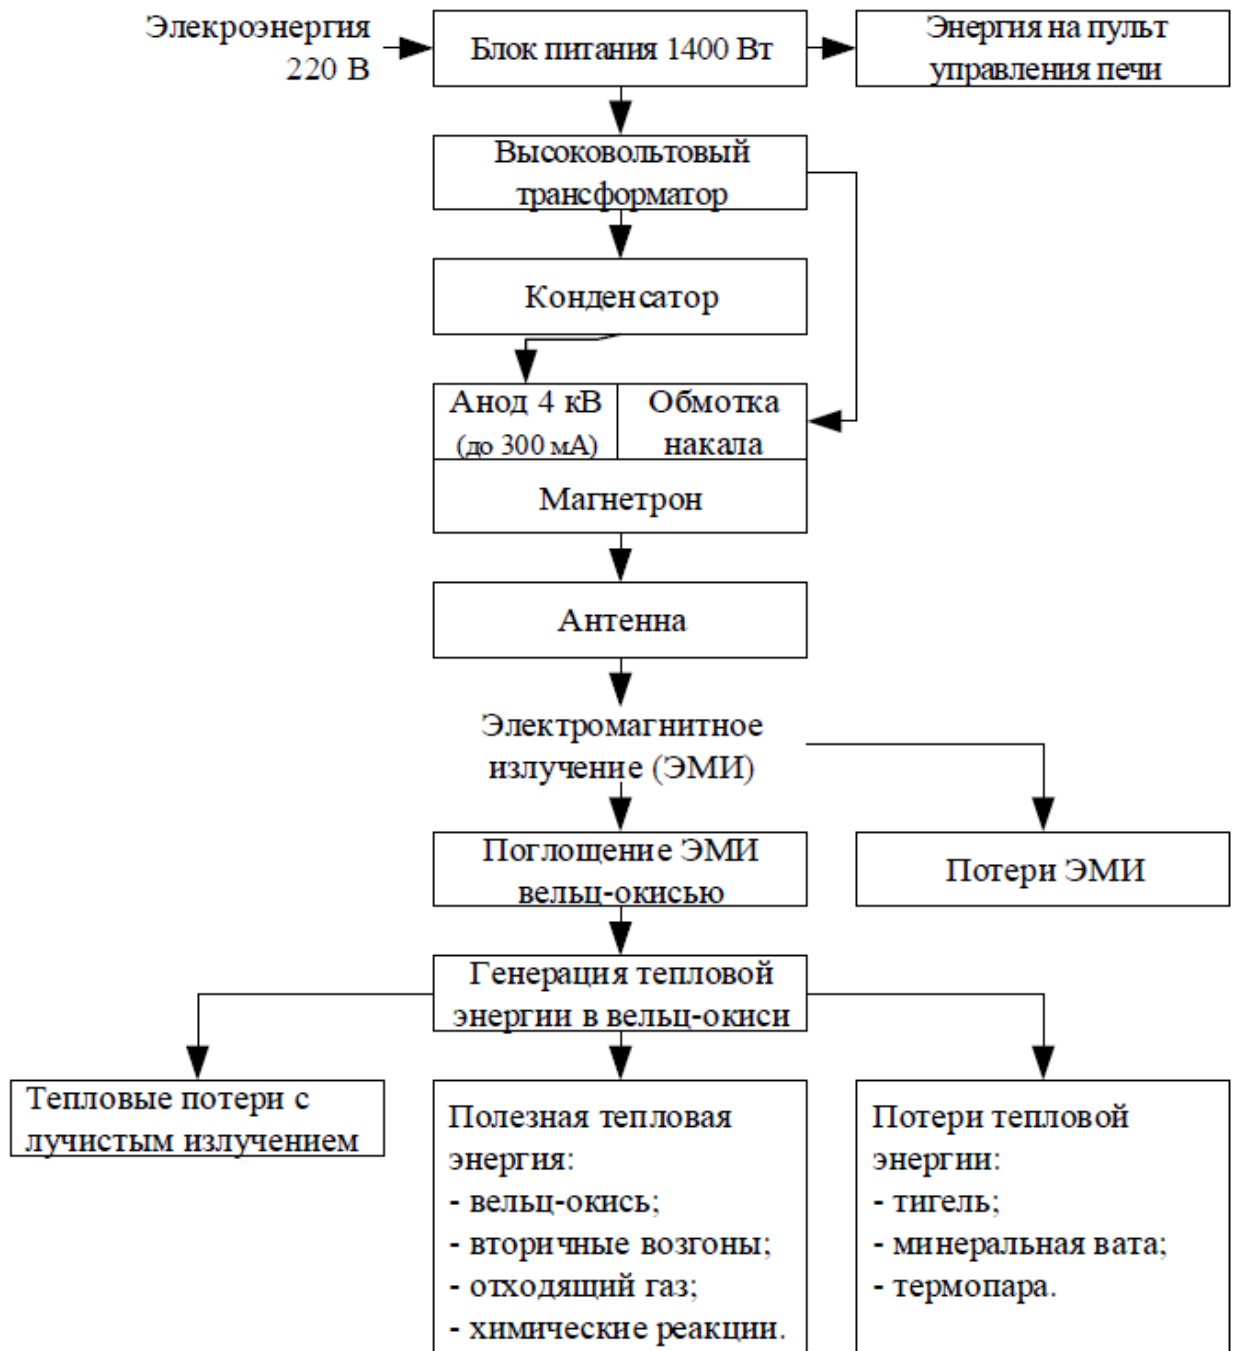 Элекроэнергия
220 В
Блок питания 1400 Вт
Энергия на пульт
управления печи
Высоковольтовый
трансформатор
Конденсатор
Анод 4 кВ
(до 300 мА)
Обмотка
накала
Магнетрон
Антенна
Электромагнитное
излучение (ЭМИ)
Поглощение ЭМИ
вельц-окисью
Потери ЭМИ
Генерация тепловой
энергии в вельц-окиси
Тепловые потери с
лучистым излучением
Полезная тепловая
энергия:
- вельц-окись;
- вторичные возгоны;
- отходящий газ;
- химические реакции.
Потери тепловой
энергии:
- тигель;
- минеральная вата;
- термопара.